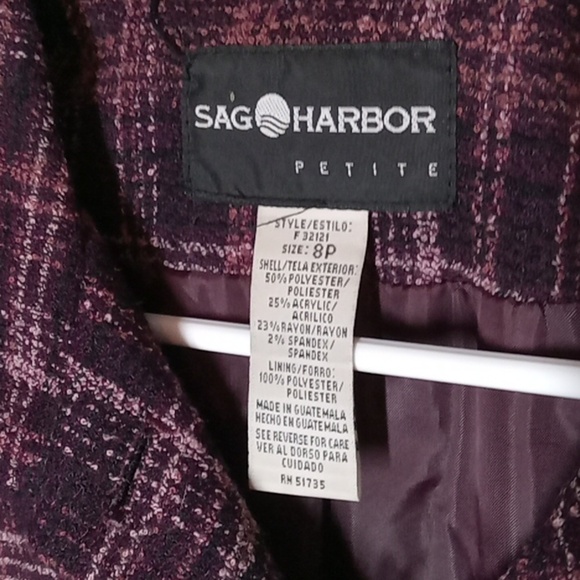 SAG HARBOR
PETITE
STYLE/ESTILO:
F 32121
SIZE: 8P
SHELL/TELA EXTERIOR:
50% POLYESTER/
POLIESTER
25% ACRYLIC/
ACRILICO
23% RAYON/RAYON
2% SPANDEX/
SPANDEX
LINING/FORRO:
100% POLYESTER/
POLIESTER
MADE IN GUATEMALA
HECHO EN GUATEMALA
SEE REVERSE FOR CARE
VER AL DORSO PARA
CUIDADO
RN 51735